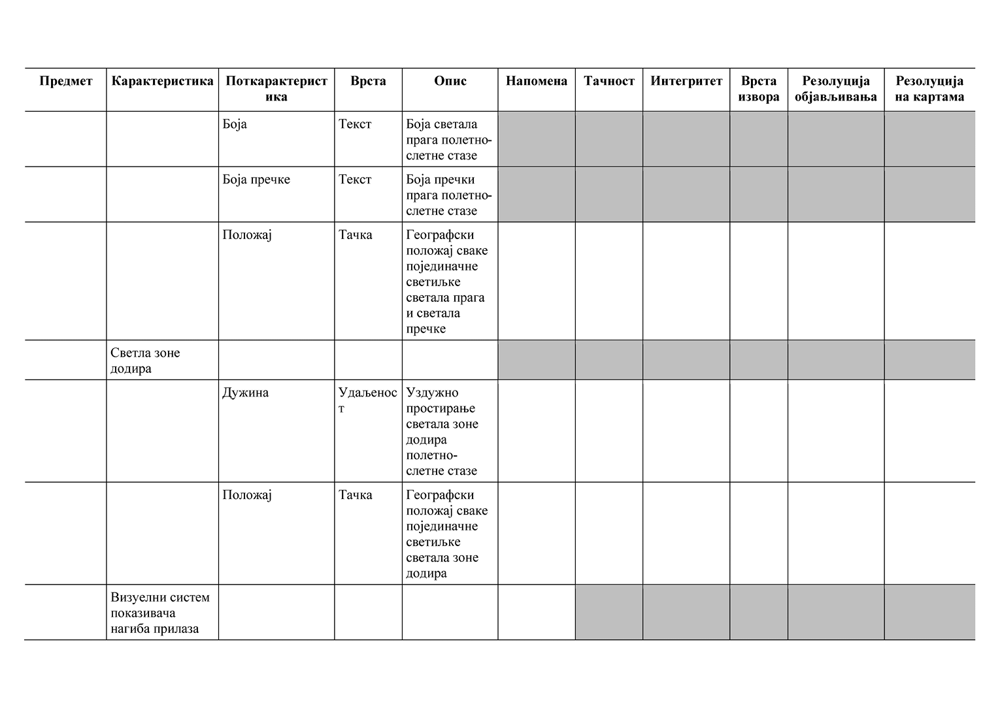 Предмет Карактеристика Поткарактерист Врста Опис Напомена Тачност Интегритет Врста Резолуција Резолуција
ика извора објављивања на картама
Боја Текст Боја светала
прага полетно-
слетне стазе
Боја пречке Текст Боја пречки
прага полетно-
слетне стазе
Положај Тачка Географски
положај сваке
појединачне
светиљке
светала прага
и светала
пречке
Светла зоне
додира
Дужина Удаљенос Уздужно
т простирање
светала зоне
додира
полетно-
слетне стазе
Положај Тачка Географски
положај сваке
појединачне
светиљке
светала зоне
додира
Визуелни систем
показивача
нагиба прилаза